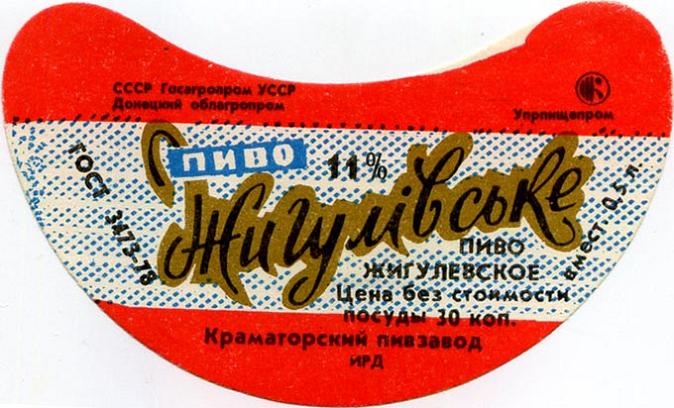 СССР Госагропром УССР
Донецкий облагропром
Упрпищепром
ГОСТ 3473-78
ПИВО 11%
Жигулівське
ПИВО
ЖИГУЛЕВСКОЕ
вмест. 0,5 л.
Цена без стоимости
посуды 30 коп.
Краматорский пивзавод
ИРД